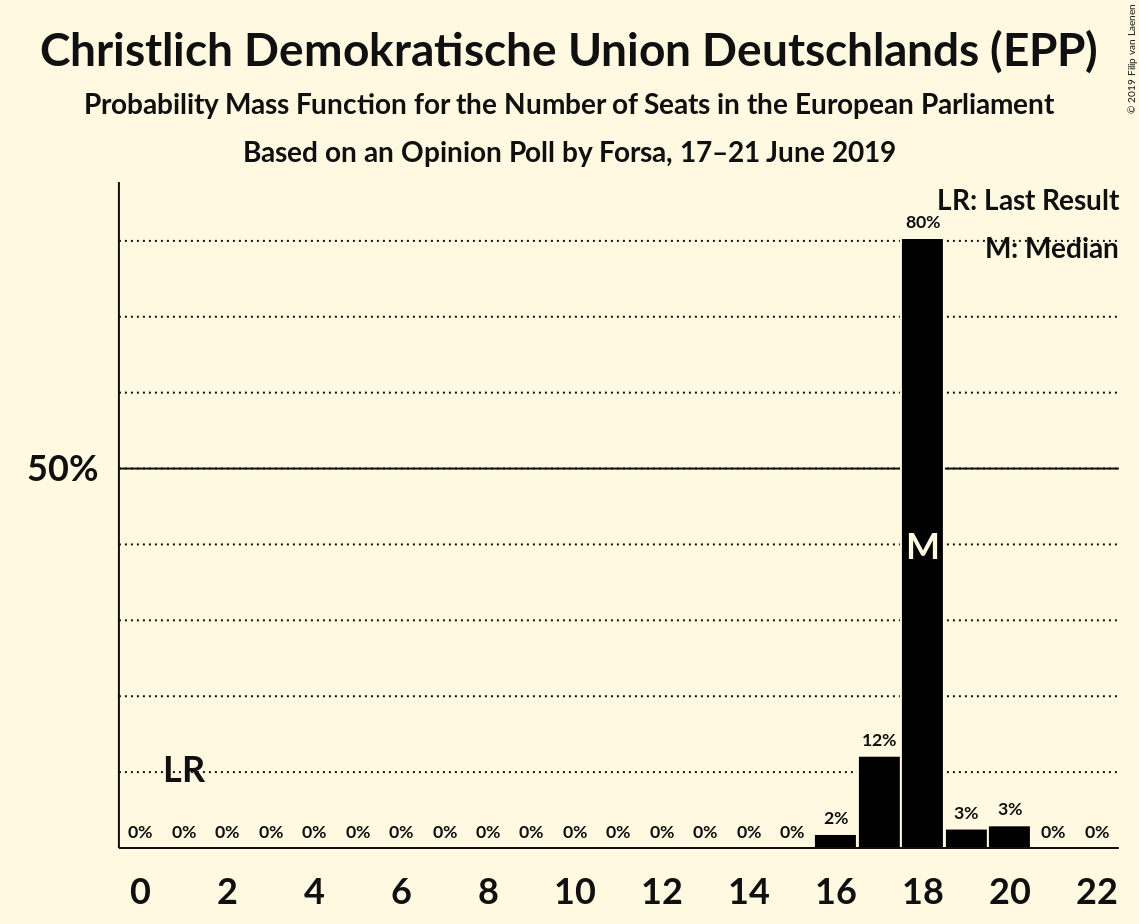 Christlich Demokratische Union Deutschlands (EPP)
Probability Mass Function for the Number of Seats in the European Parliament
Based on an Opinion Poll by Forsa, 17–21 June 2019
© 2019 Filip van Laenen
LR: Last Result
M: Median
80%
50%
M
12%
LR
3%
3%
2%
0% 0% 0% 0% 0% 0% 0% 0% 0% 0% 0% 0% 0% 0% 0% 0% 0% 0%
0 2 4 6 8 10 12 14 16 18 20 22